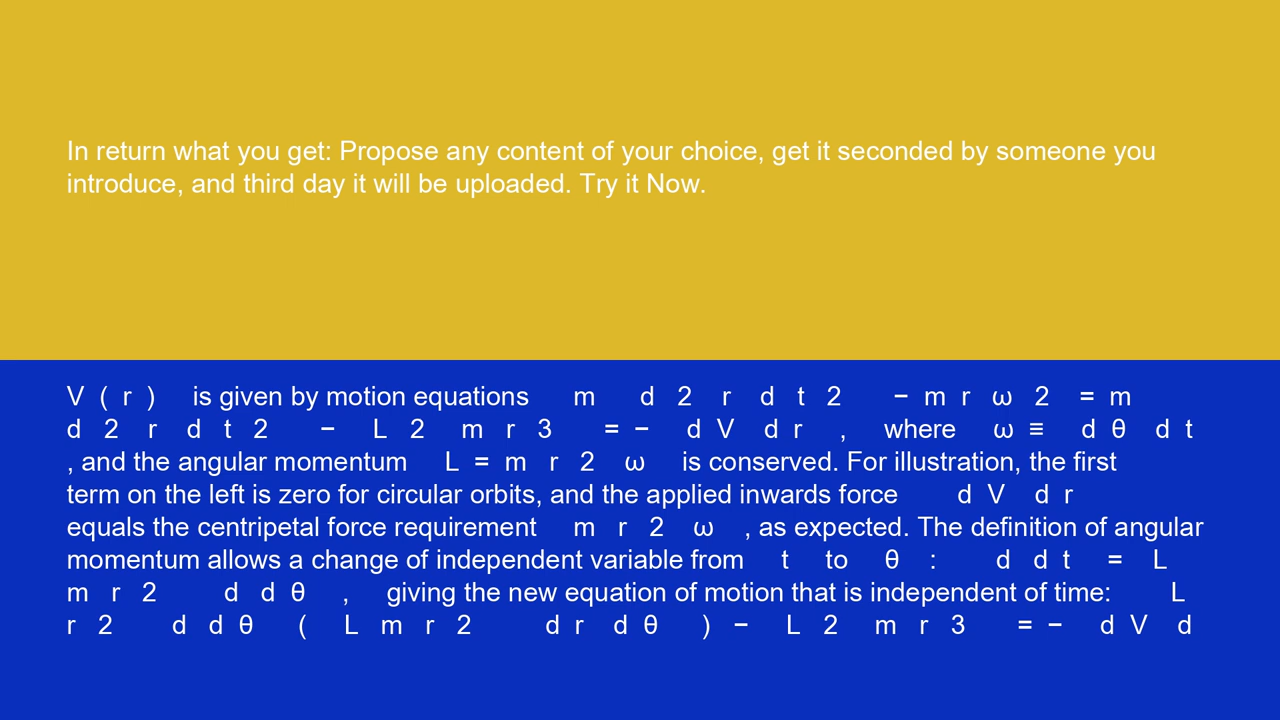 In return what you get: Propose any content of your choice, get it seconded by someone you
introduce, and third day it will be uploaded. Try it Now.
V ( r ) is given by motion equations m d 2 r d t 2 − m r ω 2 = m
d 2 r d t 2 − L 2 m r 3 = − d V d r , where ω ≡ d θ d t
, and the angular momentum L = m r 2 ω is conserved. For illustration, the first
term on the left is zero for circular orbits, and the applied inwards force d V d r
equals the centripetal force requirement m r 2 ω , as expected. The definition of angular
momentum allows a change of independent variable from t to θ : d d t = L
m r 2 d d θ , giving the new equation of motion that is independent of time: L
r 2 d d θ ( L m r 2 d r d θ ) − L 2 m r 3 = − d V d